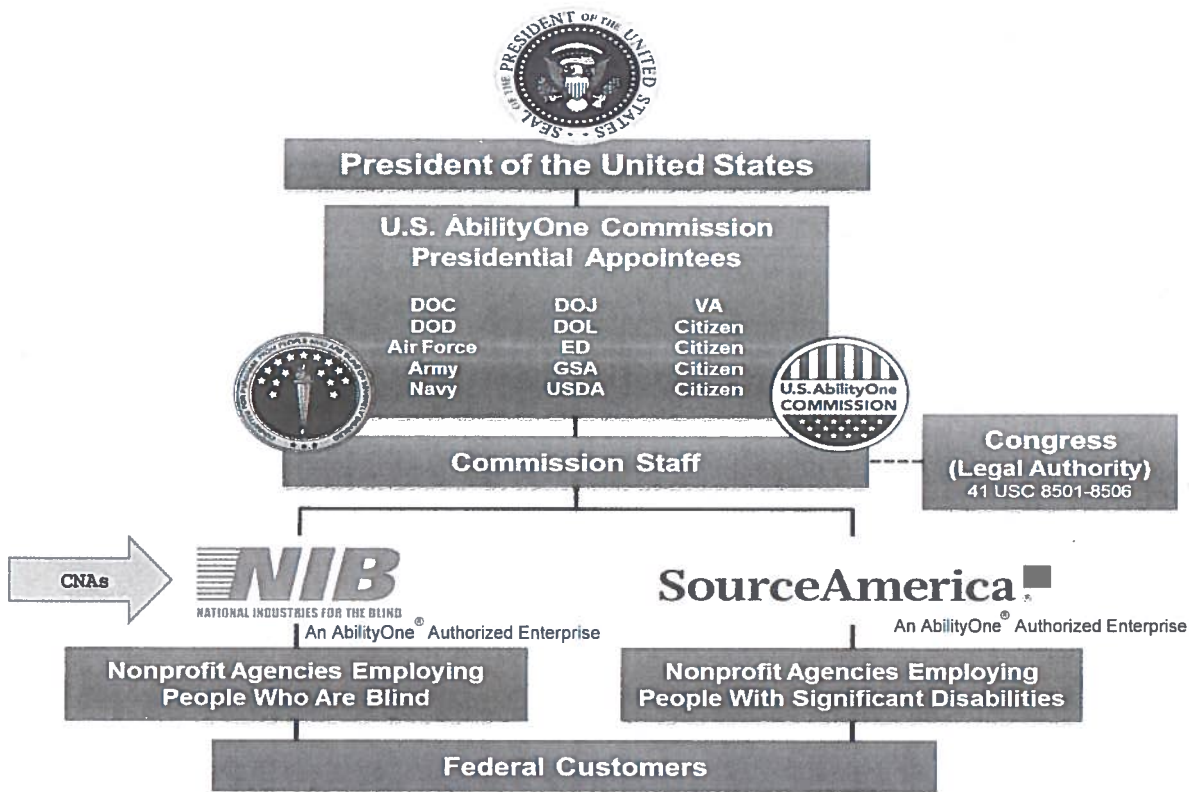 SEAL OF THE PRESIDENT OF THE UNITED STATES
President of the United States
U.S. AbilityOne Commission
Presidential Appointees
DOC DOJ VA
DOD DOL Citizen
Air Force ED Citizen
Army GSA Citizen
Navy USDA Citizen
U.S. AbilityOne
COMMISSION
Commission Staff
Congress
(Legal Authority)
41 USC 8501-8506
CNAs
NIB
NATIONAL INDUSTRIES FOR THE BLIND
An AbilityOne® Authorized Enterprise
SourceAmerica®
An AbilityOne® Authorized Enterprise
Nonprofit Agencies Employing
People Who Are Blind
Nonprofit Agencies Employing
People With Significant Disabilities
Federal Customers